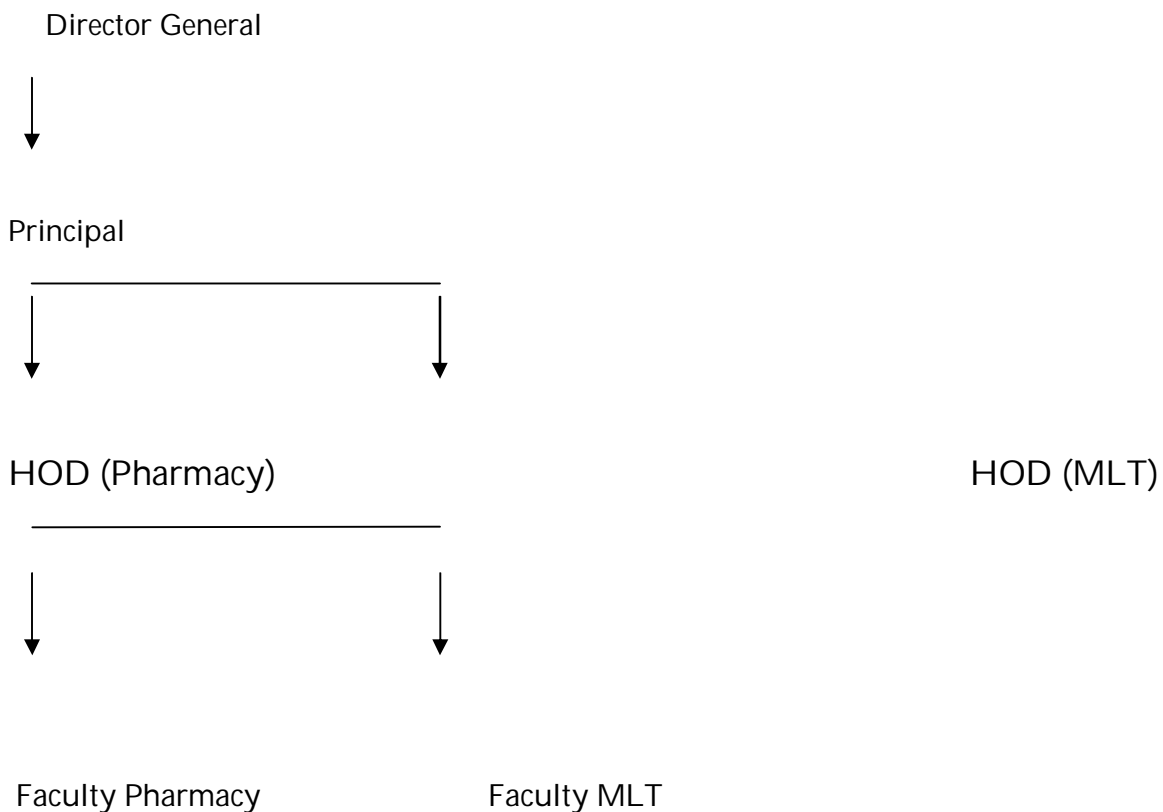 Director General
Principal
HOD (Pharmacy) HOD (MLT)
Faculty Pharmacy Faculty MLT